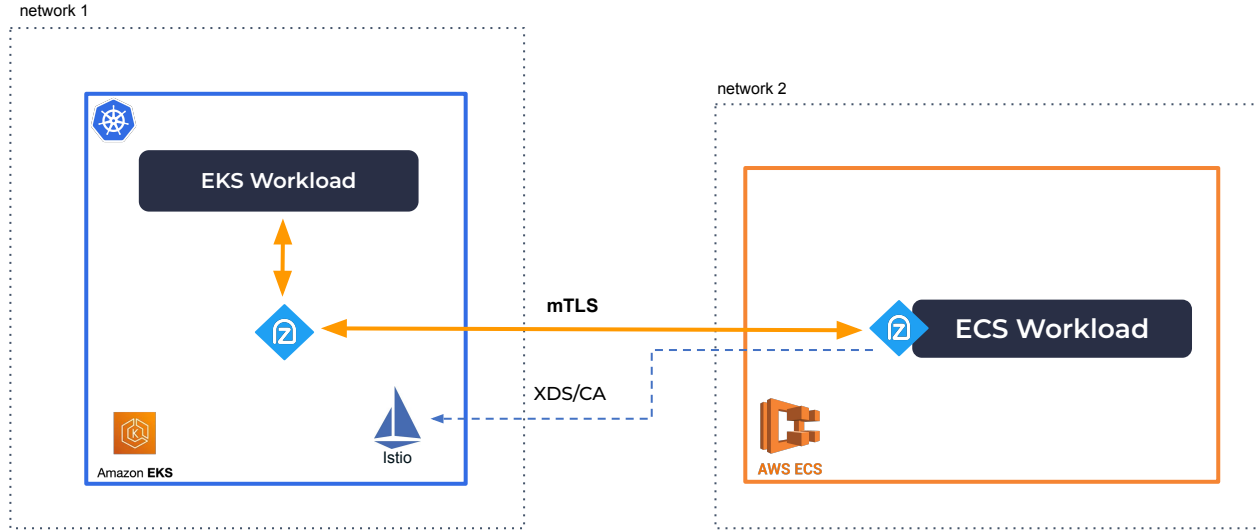 network 1
network 2
EKS Workload
mTLS
ECS Workload
XDS/CA
Istio
Amazon EKS
AWS ECS